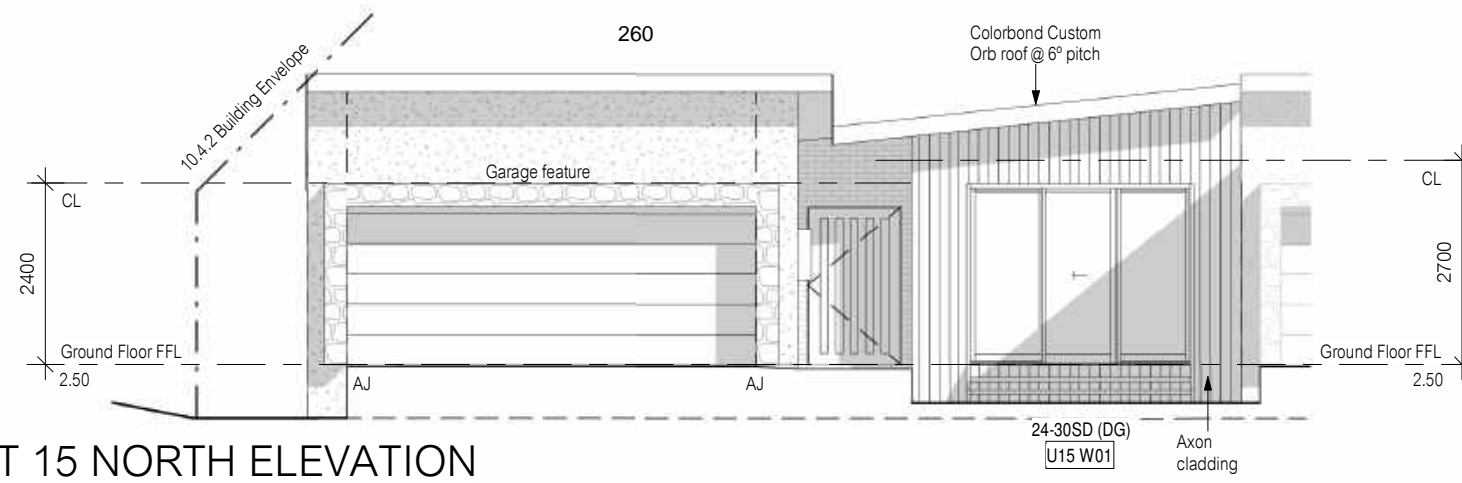 260
Colorbond Custom
Orb roof @ 6º pitch
10.4.2 Building Envelope
Garage feature
CL
CL
2400
2700
Ground Floor FFL
2.50
Ground Floor FFL
2.50
AJ
AJ
24-30SD (DG)
U15 W01
Axon
cladding
T 15 NORTH ELEVATION